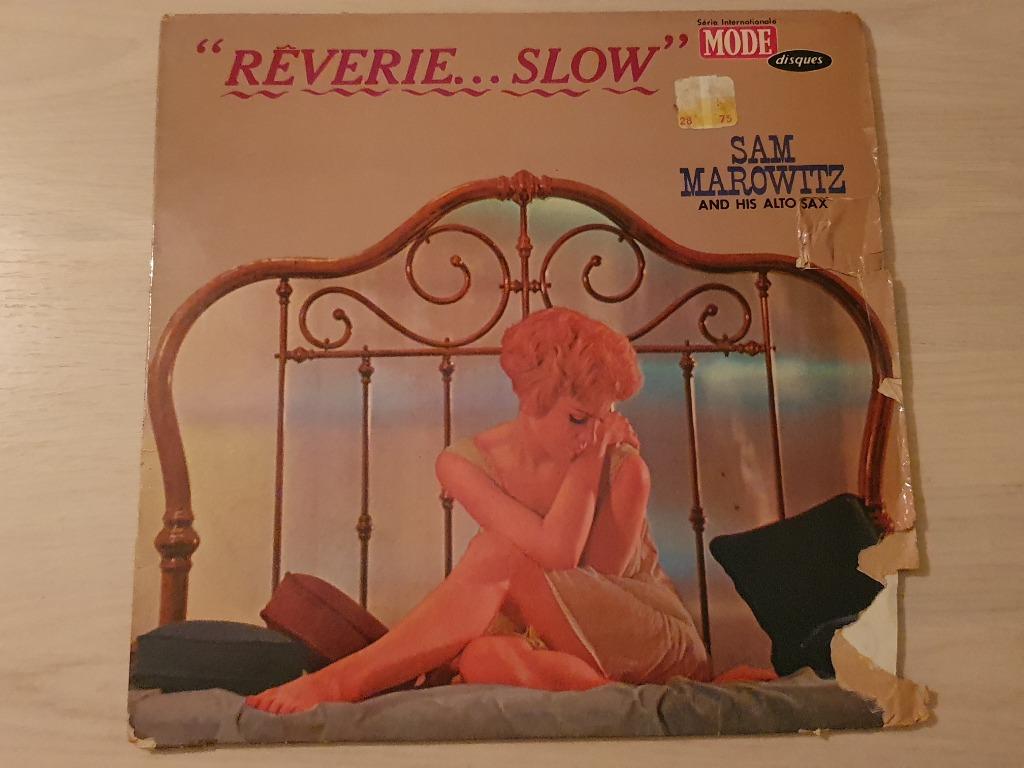 “RÊVERIE... SLOW”
Série Internationale
MODE
disques
28 75
SAM
MAROWITZ
AND HIS ALTO SAX